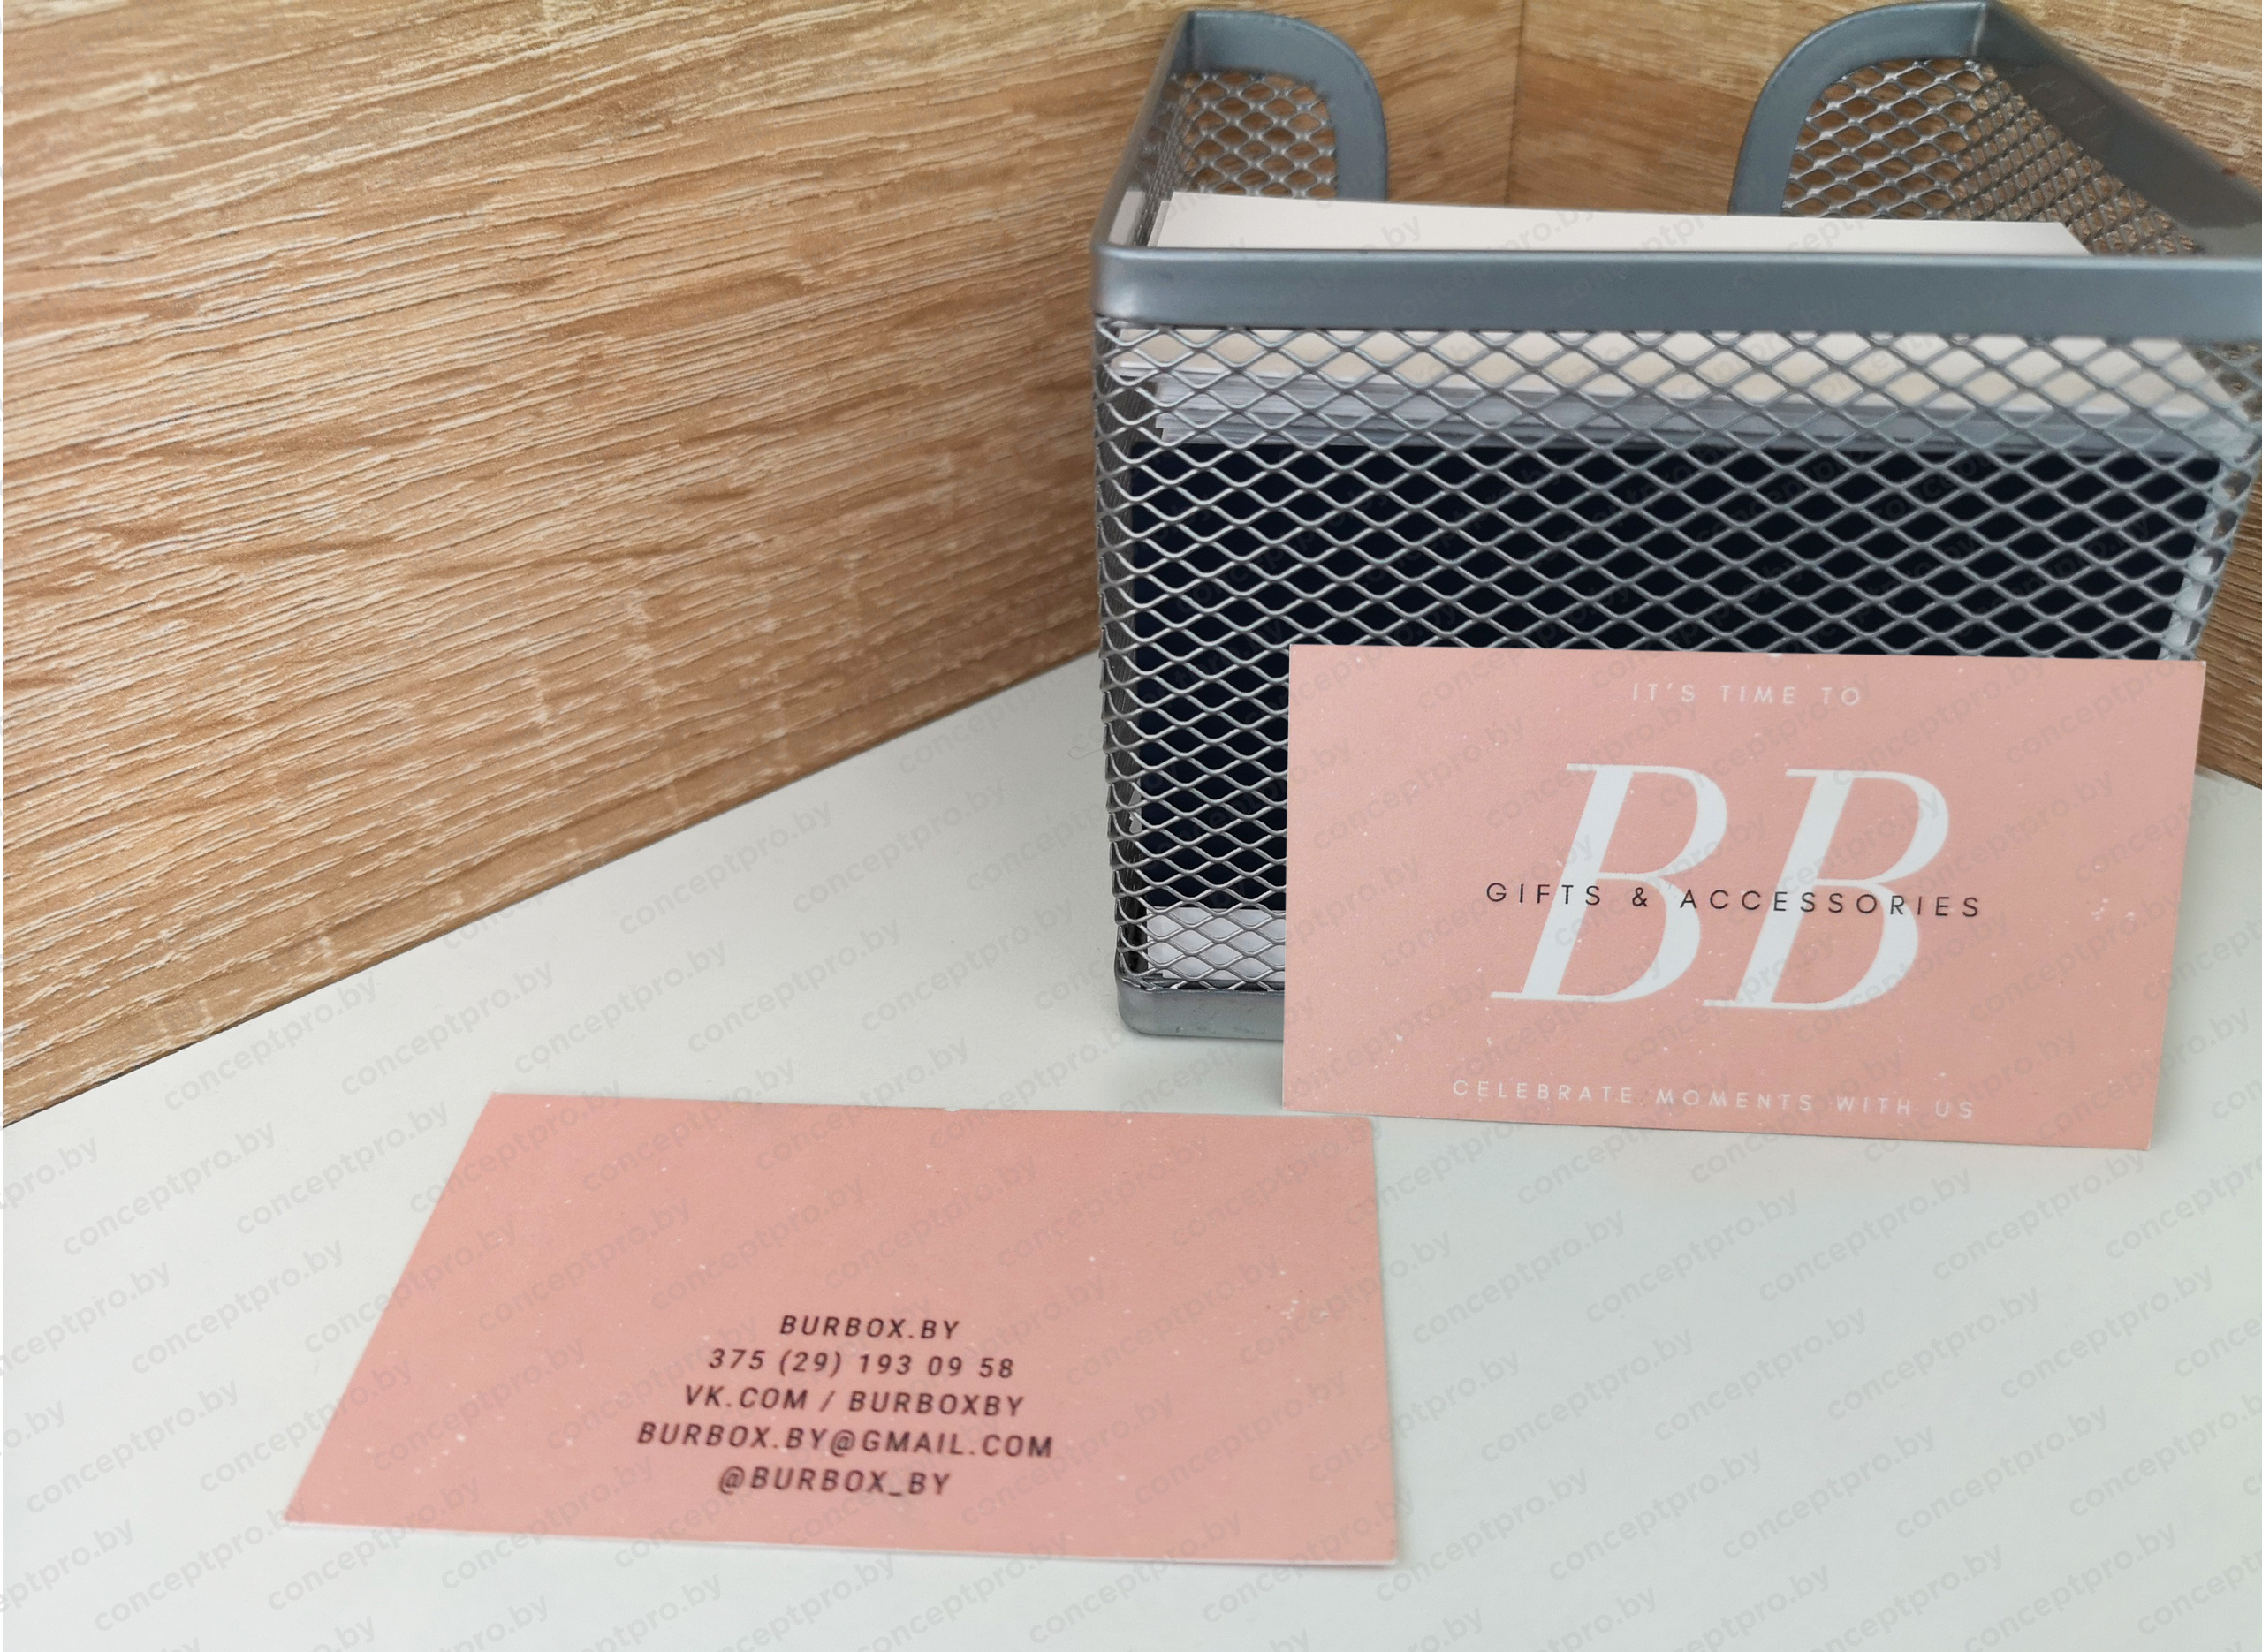 IT'S TIME TO
BB
GIFTS & ACCESSORIES
CELEBRATE MOMENTS WITH US
BURBOX.BY
375 (29) 193 09 58
VK.COM / BURBOXBY
BURBOX.BY@GMAIL.COM
@BURBOX_BY
conceptpro.by